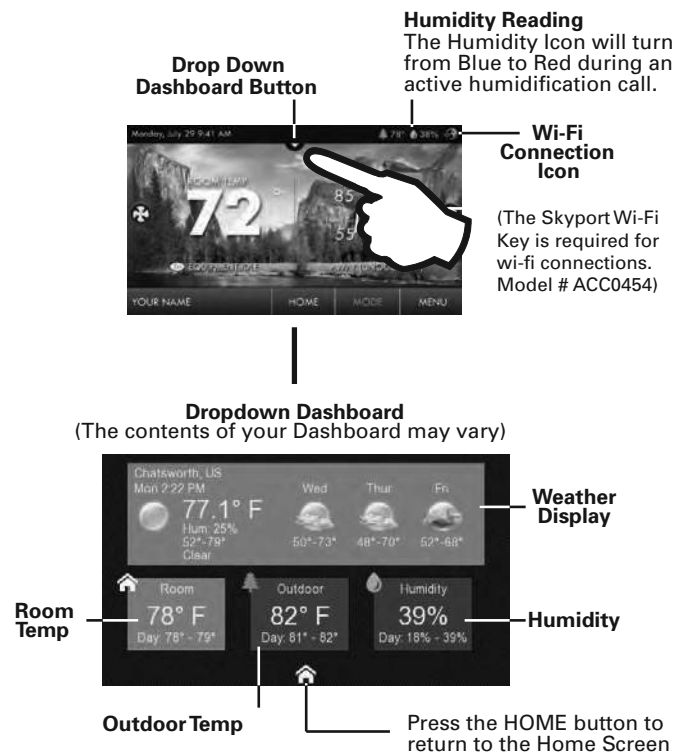 Humidity Reading
The Humidity Icon will turn
from Blue to Red during an
active humidification call.
Drop Down
Dashboard Button
Wi-Fi
Connection
Icon
(The Skyport Wi-Fi
Key is required for
wi-fi connections.
Model # ACC0454)
Monday, July 29 9:41 AM
78° 38%
ROOM TEMP
72°
85
55
YOUR NAME
HOME
MODE
MENU
Dropdown Dashboard
(The contents of your Dashboard may vary)
Chatsworth, US
Mon 2:22 PM
77.1° F
Hum: 25%
52°-79°
Clear
Wed
50°-73°
Thur
48°-70°
Fri
52°-68°
Weather
Display
Room
Temp
Room
78° F
Day: 78° - 79°
Outdoor
82° F
Day: 81° - 82°
Humidity
39%
Day: 18% - 39%
Humidity
Outdoor Temp
Press the HOME button to
return to the Home Screen